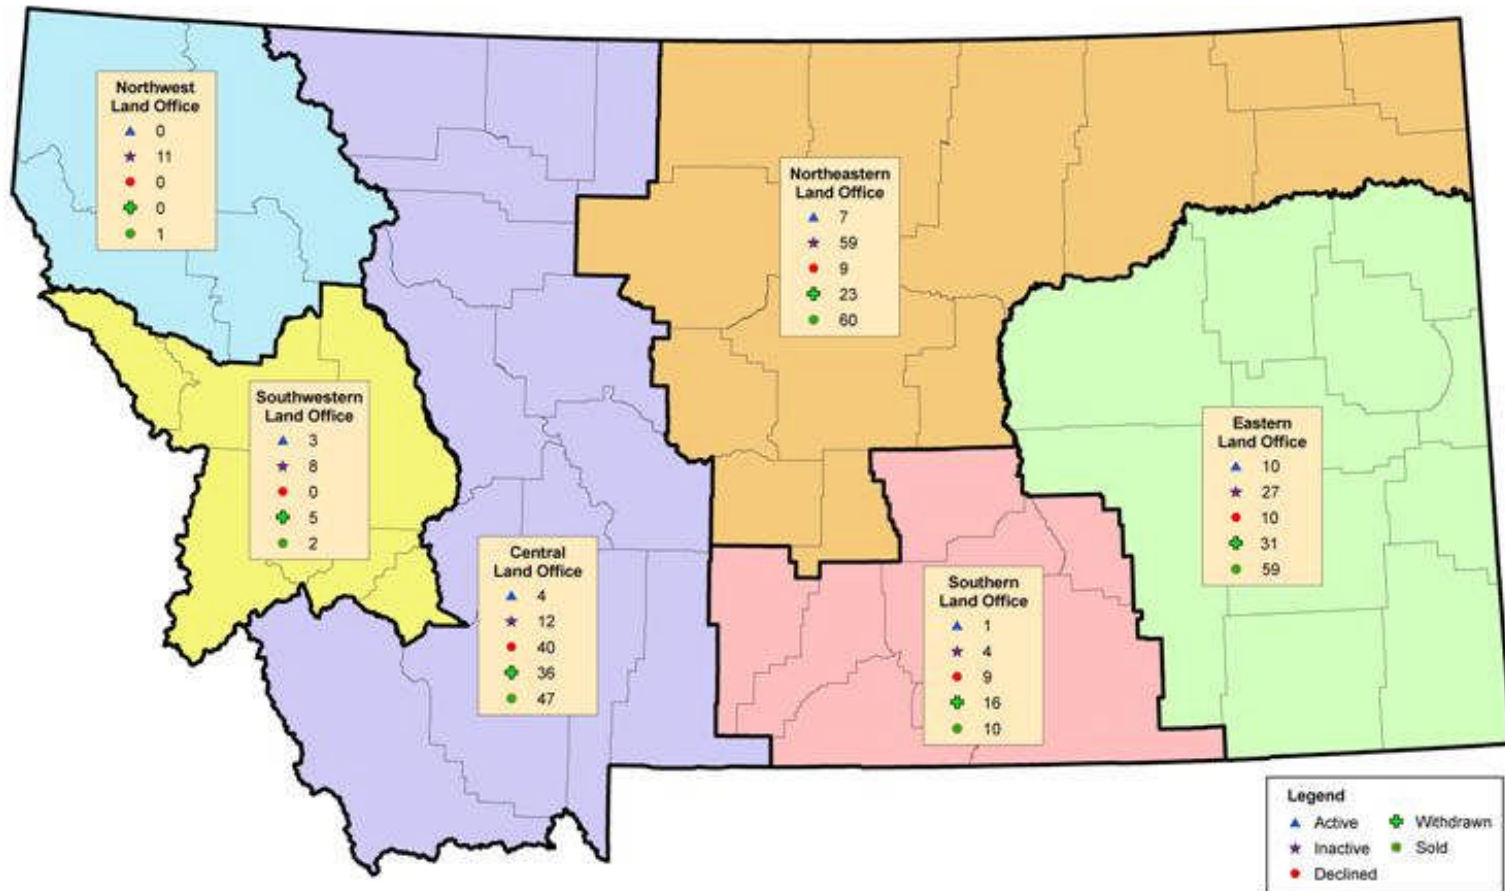 Northwest
Land Office
0
11
0
0
1
Northeastern
Land Office
7
59
9
23
60
Southwestern
Land Office
3
8
0
5
2
Eastern
Land Office
10
27
10
31
59
Central
Land Office
4
12
40
36
47
Southern
Land Office
1
4
9
16
10
Legend
Active
Withdrawn
Inactive
Sold
Declined